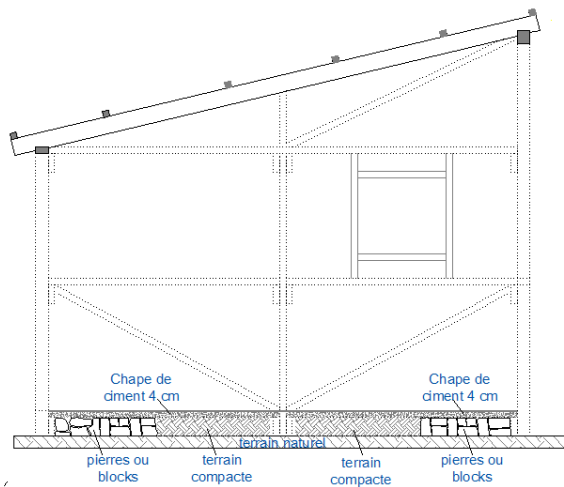 Chape de
ciment 4 cm
Chape de
ciment 4 cm
terrain naturel
pierres ou
blocks
terrain
compacte
terrain
compacte
pierres ou
blocks